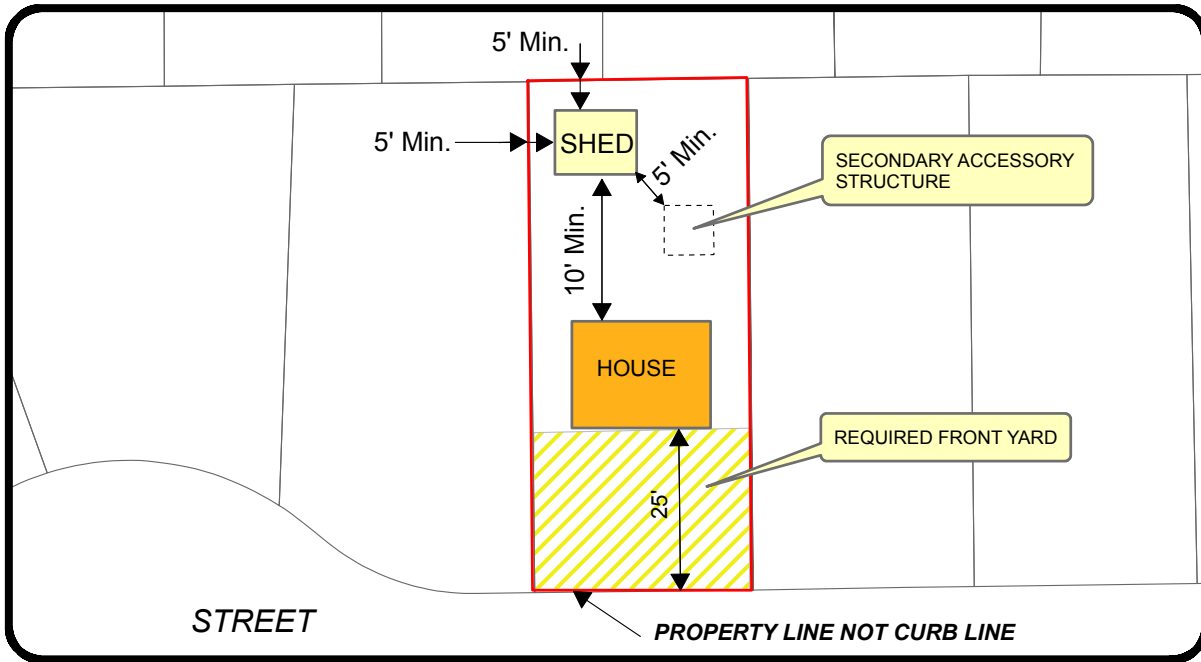 5' Min.
5' Min.
SHED
5' Min.
SECONDARY ACCESSORY
STRUCTURE
10' Min.
HOUSE
REQUIRED FRONT YARD
25'
STREET
PROPERTY LINE NOT CURB LINE